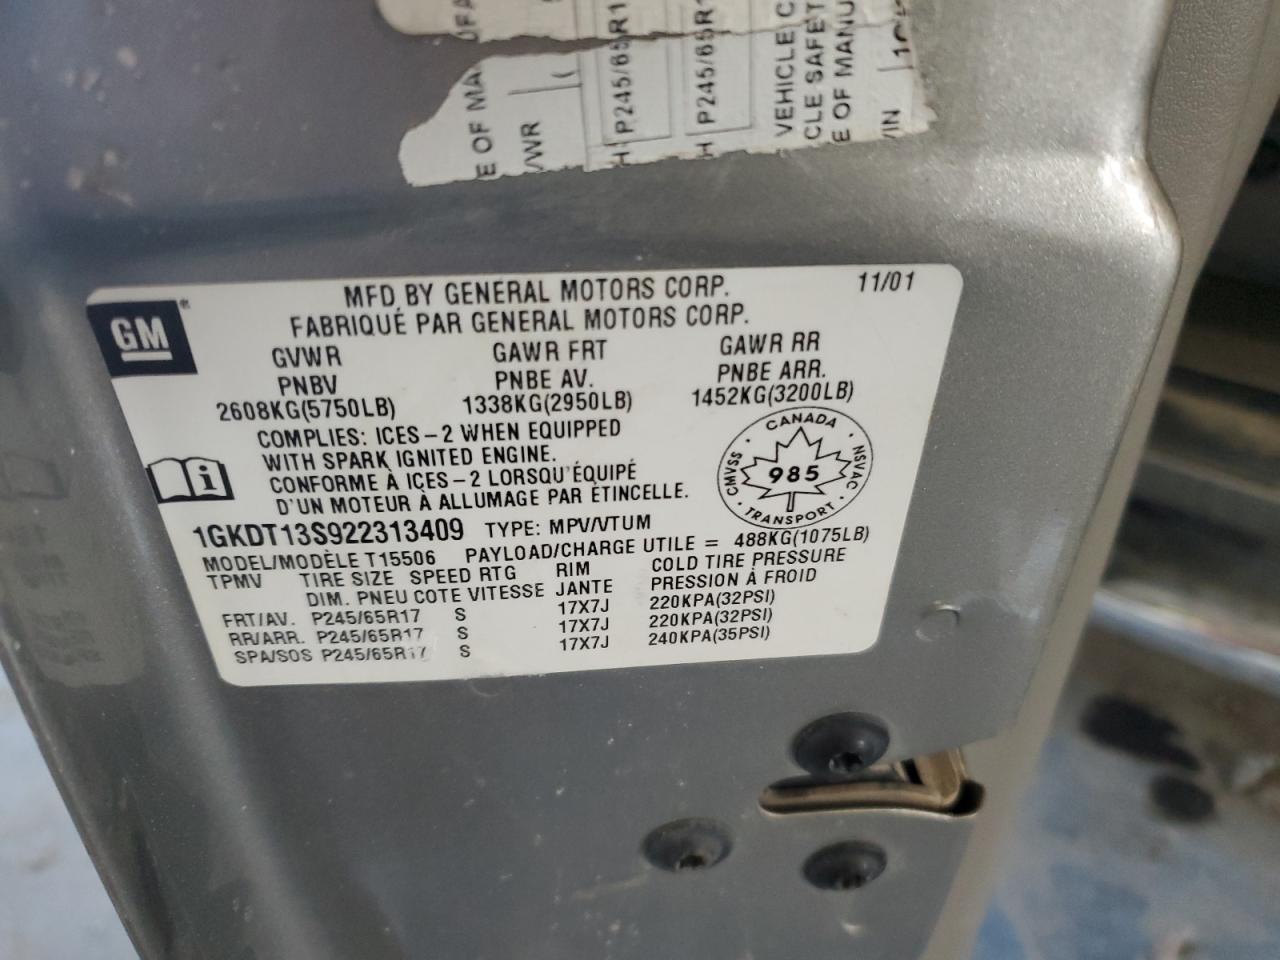 E OF MA
UFA
/WR
(
H P245/65R1
H P245/65R1
VEHICLE C
CLE SAFET
E OF MANU
/IN
GM
®
MFD BY GENERAL MOTORS CORP.
11/01
FABRIQUÉ PAR GENERAL MOTORS CORP.
GVWR GAWR FRT GAWR RR
PNBV PNBE AV. PNBE ARR.
2608KG(5750LB) 1338KG(2950LB) 1452KG(3200LB)
COMPLIES: ICES-2 WHEN EQUIPPED
WITH SPARK IGNITED ENGINE.
CONFORME À ICES-2 LORSQU'ÉQUIPÉ
D'UN MOTEUR À ALLUMAGE PAR ÉTINCELLE.
i
CANADA
CMVSS 985 NSVAC
TRANSPORT
1GKDT13S922313409 TYPE: MPV/VTUM
MODEL/MODÈLE T15506 PAYLOAD/CHARGE UTILE = 488KG(1075LB)
TPMV TIRE SIZE SPEED RTG RIM COLD TIRE PRESSURE
DIM. PNEU COTE VITESSE JANTE PRESSION À FROID
FRT/AV. P245/65R17 S 17X7J 220KPA(32PSI)
RR/ARR. P245/65R17 S 17X7J 220KPA(32PSI)
SPA/SOS P245/65R17 S 17X7J 240KPA(35PSI)